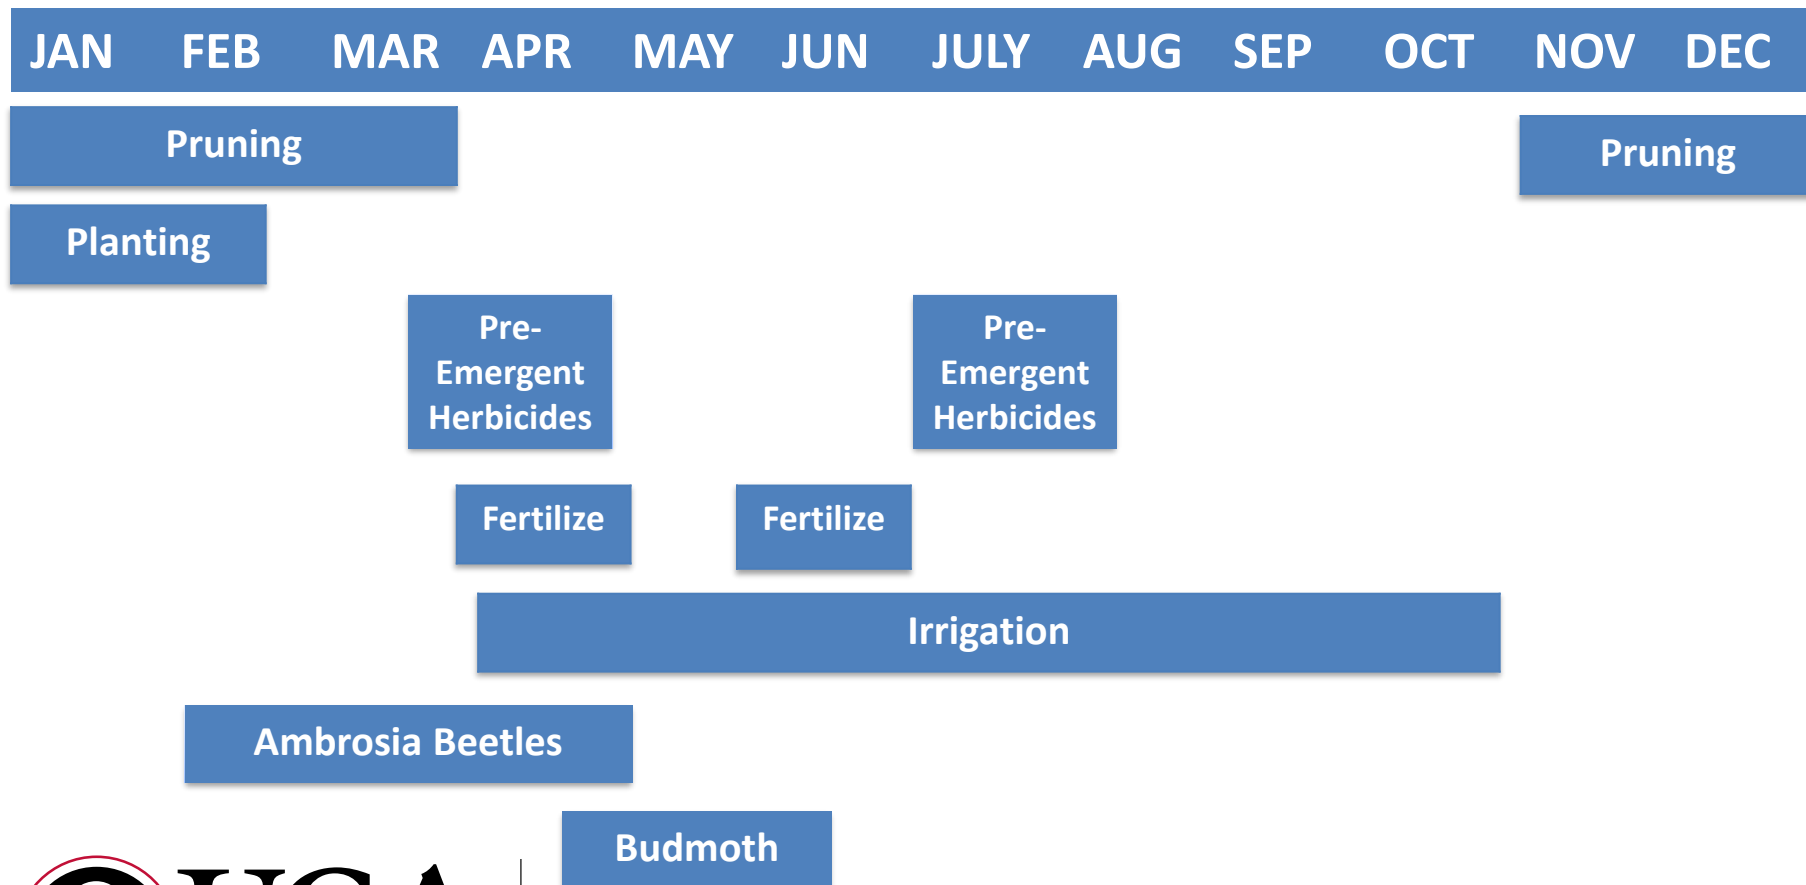 JAN FEB MAR APR MAY JUN JULY AUG SEP OCT NOV DEC
Pruning
Pruning
Planting
Pre-
Emergent
Herbicides
Pre-
Emergent
Herbicides
Fertilize
Fertilize
Irrigation
Ambrosia Beetles
Budmoth
UGA